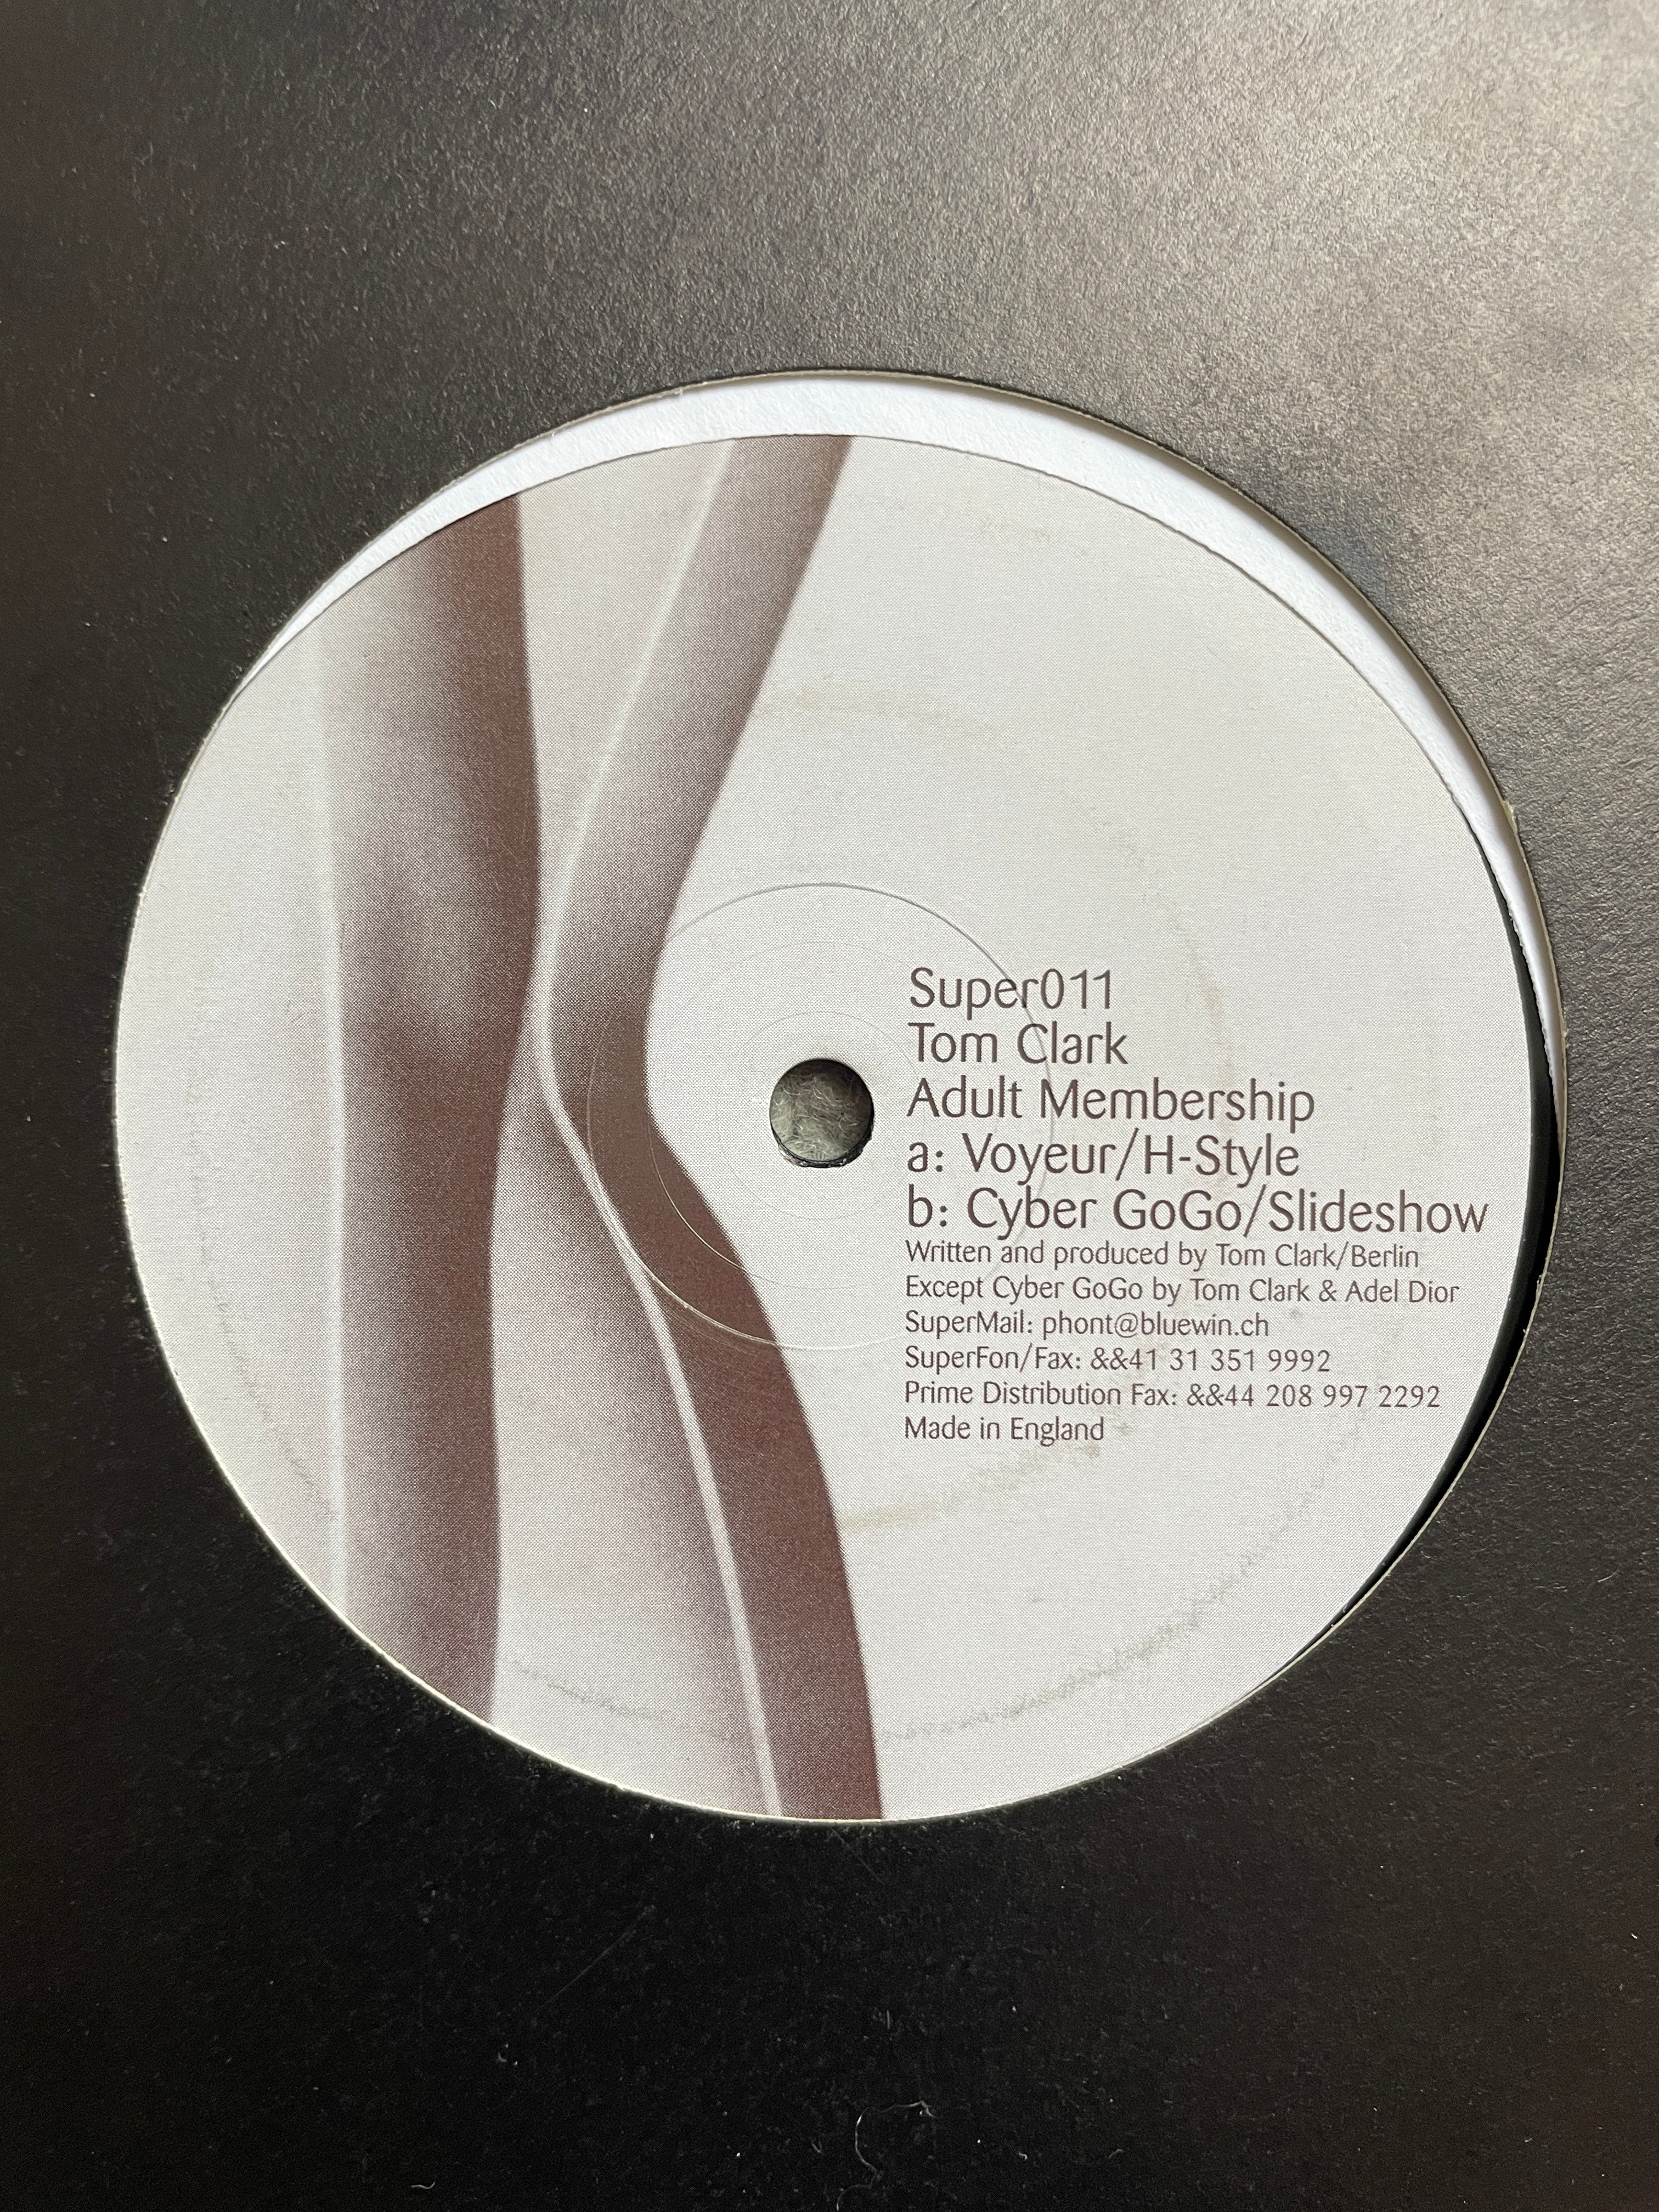 Super011
Tom Clark
Adult Membership
a: Voyeur/H-Style
b: Cyber GoGo/Slideshow
Written and produced by Tom Clark/Berlin
Except Cyber GoGo by Tom Clark & Adel Dior
SuperMail: phont@bluewin.ch
SuperFon/Fax: &&41 31 351 9992
Prime Distribution Fax: &&44 208 997 2292
Made in England